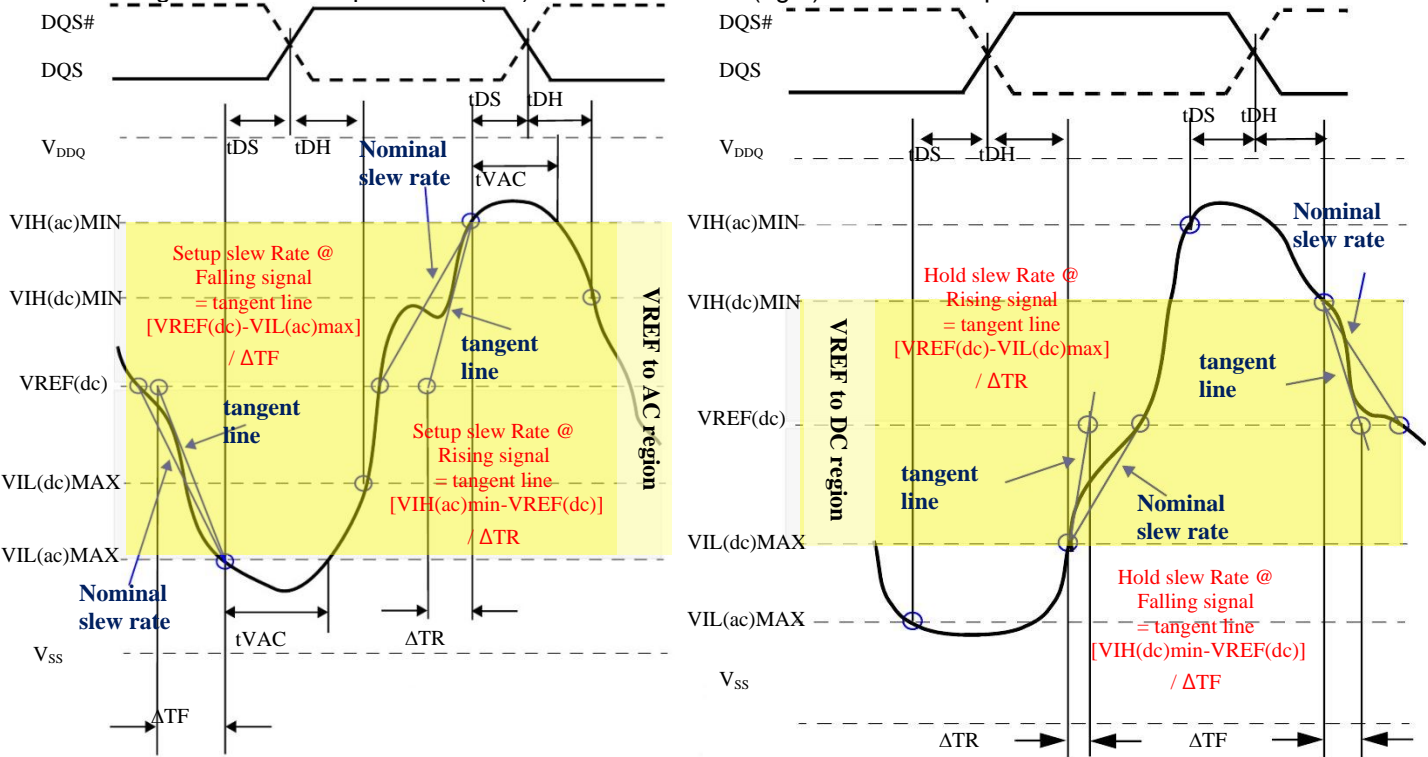 DQS#
DQS
tDS
tDH
tDS
tDH
V_DDQ
Nominal
slew rate
tVAC
VIH(ac)MIN
Setup slew Rate @
Falling signal
= tangent line
[VREF(dc)-VIL(ac)max]
/ ΔTF
VIH(dc)MIN
tangent
line
VREF(dc)
tangent
line
Setup slew Rate @
Rising signal
= tangent line
[VIH(ac)min-VREF(dc)]
/ ΔTR
VREF to AC region
VIL(dc)MAX
VIL(ac)MAX
Nominal
slew rate
tVAC
ΔTR
V_SS
ΔTF
DQS#
DQS
tDS
tDH
tDS
tDH
V_DDQ
VIH(ac)MIN
Nominal
slew rate
Hold slew Rate @
Rising signal
= tangent line
[VREF(dc)-VIL(dc)max]
/ ΔTR
VIH(dc)MIN
VREF to DC region
tangent
line
VREF(dc)
tangent
line
Nominal
slew rate
VIL(dc)MAX
Hold slew Rate @
Falling signal
= tangent line
[VIH(dc)min-VREF(dc)]
/ ΔTF
VIL(ac)MAX
V_SS
ΔTR
ΔTF